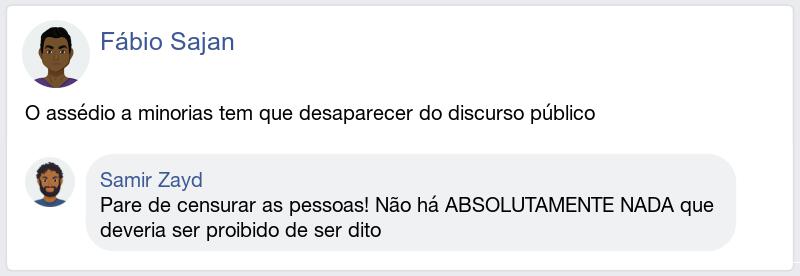 Fábio Sajan
O assédio a minorias tem que desaparecer do discurso público
Samir Zayd
Pare de censurar as pessoas! Não há ABSOLUTAMENTE NADA que
deveria ser proibido de ser dito